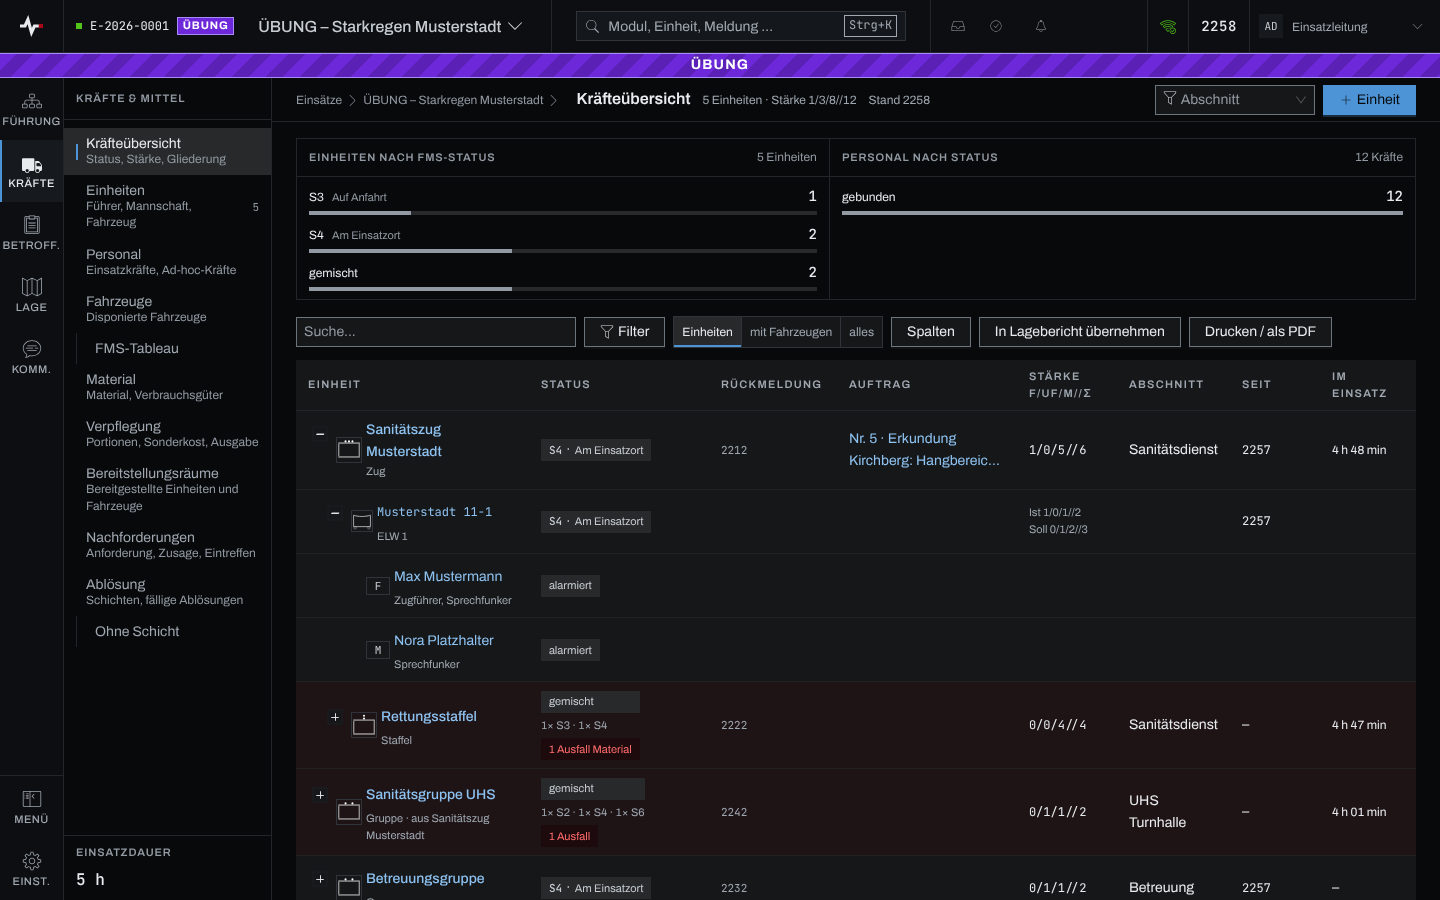 E-2026-0001 ÜBUNG ÜBUNG – Starkregen Musterstadt
Modul, Einheit, Meldung ... Strg+K
2258 AD Einsatzleitung
ÜBUNG
FÜHRUNG
KRÄFTE
BETROFF.
LAGE
KOMM.
MENÜ
EINST.
KRÄFTE & MITTEL
Kräfteübersicht
Status, Stärke, Gliederung
Einheiten
Führer, Mannschaft,
Fahrzeug
5
Personal
Einsatzkräfte, Ad-hoc-Kräfte
Fahrzeuge
Disponierte Fahrzeuge
FMS-Tableau
Material
Material, Verbrauchsgüter
Verpflegung
Portionen, Sonderkost, Ausgabe
Bereitstellungsräume
Bereitgestellte Einheiten und
Fahrzeuge
Nachforderungen
Anforderung, Zusage, Eintreffen
Ablösung
Schichten, fällige Ablösungen
Ohne Schicht
EINSATZDAUER
5 h
Einsätze ÜBUNG – Starkregen Musterstadt Kräfteübersicht 5 Einheiten · Stärke 1/3/8//12 Stand 2258
Abschnitt
+ Einheit
EINHEITEN NACH FMS-STATUS 5 Einheiten
S3 Auf Anfahrt 1
S4 Am Einsatzort 2
gemischt 2
PERSONAL NACH STATUS 12 Kräfte
gebunden 12
Suche... Filter Einheiten mit Fahrzeugen alles Spalten In Lagebericht übernehmen Drucken / als PDF
EINHEIT STATUS RÜCKMELDUNG AUFTRAG STÄRKE F/UF/M//Σ ABSCHNITT SEIT IM EINSATZ
Sanitätszug
Musterstadt
Zug
S4 · Am Einsatzort
2212
Nr. 5 · Erkundung
Kirchberg: Hangbereic...
1/0/5//6
Sanitätsdienst
2257
4 h 48 min
Musterstadt 11-1
ELW 1
S4 · Am Einsatzort
Ist 1/0/1//2
Soll 0/1/2//3
2257
F
Max Mustermann
Zugführer, Sprechfunker
alarmiert
M
Nora Platzhalter
Sprechfunker
alarmiert
Rettungsstaffel
Staffel
gemischt
1× S3 · 1× S4
1 Ausfall Material
2222
0/0/4//4
Sanitätsdienst
–
4 h 47 min
Sanitätsgruppe UHS
Gruppe · aus Sanitätszug
Musterstadt
gemischt
1× S2 · 1× S4 · 1× S6
1 Ausfall
2242
0/1/1//2
UHS
Turnhalle
–
4 h 01 min
Betreuungsgruppe
S4 · Am Einsatzort
2232
0/1/1//2
Betreuung
2257
–